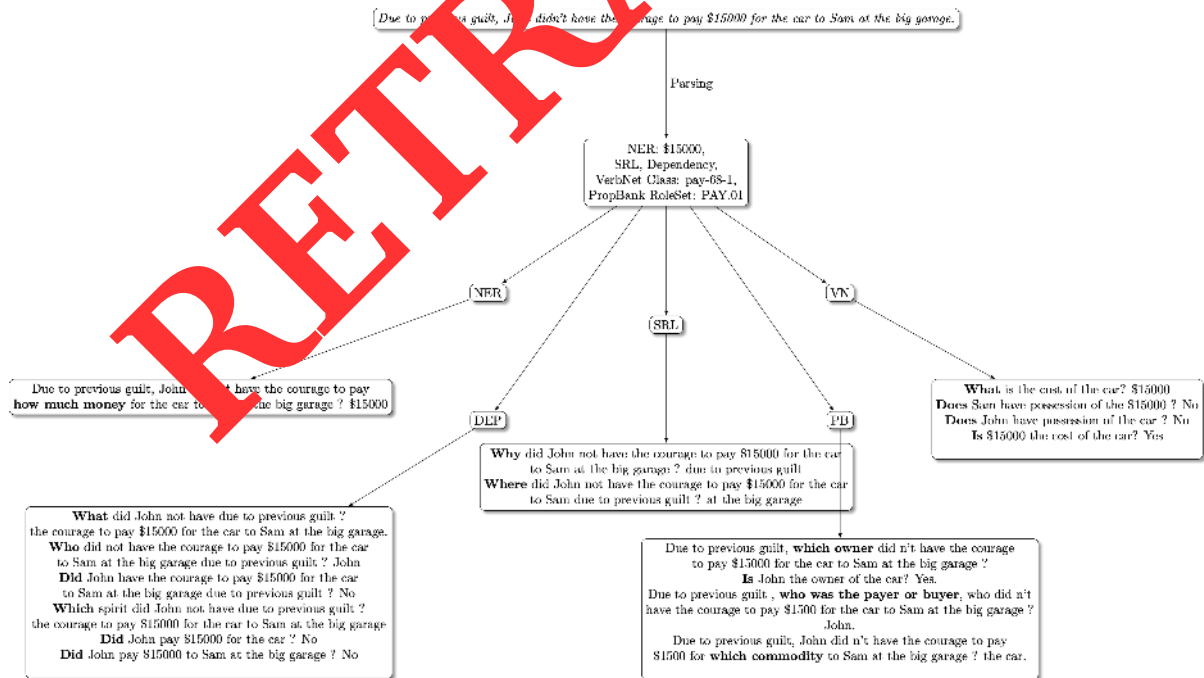 Due to previous guilt, John didn't have the courage to pay $15000 for the car to Sam at the big garage.
Parsing
NER: $15000,
SRL, Dependency,
VerbNet Class: pay-68-1,
PropBank RoleSet: PAY.01
NER
VN
SRL
Due to previous guilt, John t have the courage to pay
how much money for the car to the big garage ? $15000
What is the cost of the car? $15000
Does Sam have possession of the $15000 ? No
Does John have possession of the car ? No
Is $15000 the cost of the car? Yes
DEP
PB
Why did John not have the courage to pay $15000 for the car
to Sam at the big garage ? due to previous guilt
Where did John not have the courage to pay $15000 for the car
to Sam due to previous guilt ? at the big garage
What did John not have due to previous guilt ?
the courage to pay $15000 for the car to Sam at the big garage.
Who did not have the courage to pay $15000 for the car
to Sam at the big garage due to previous guilt ? John
Did John have the courage to pay $15000 for the car
to Sam at the big garage due to previous guilt ? No
Which spirit did John not have due to previous guilt ?
the courage to pay $15000 for the car to Sam at the big garage
Did John pay $15000 for the car ? No
Did John pay $15000 to Sam at the big garage ? No
Due to previous guilt, which owner did n't have the courage
to pay $15000 for the car to Sam at the big garage ?
Is John the owner of the car? Yes.
Due to previous guilt , who was the payer or buyer, who did n't
have the courage to pay $1500 for the car to Sam at the big garage ?
John.
Due to previous guilt, John did n't have the courage to pay
$1500 for which commodity to Sam at the big garage ? the car.
RETRA